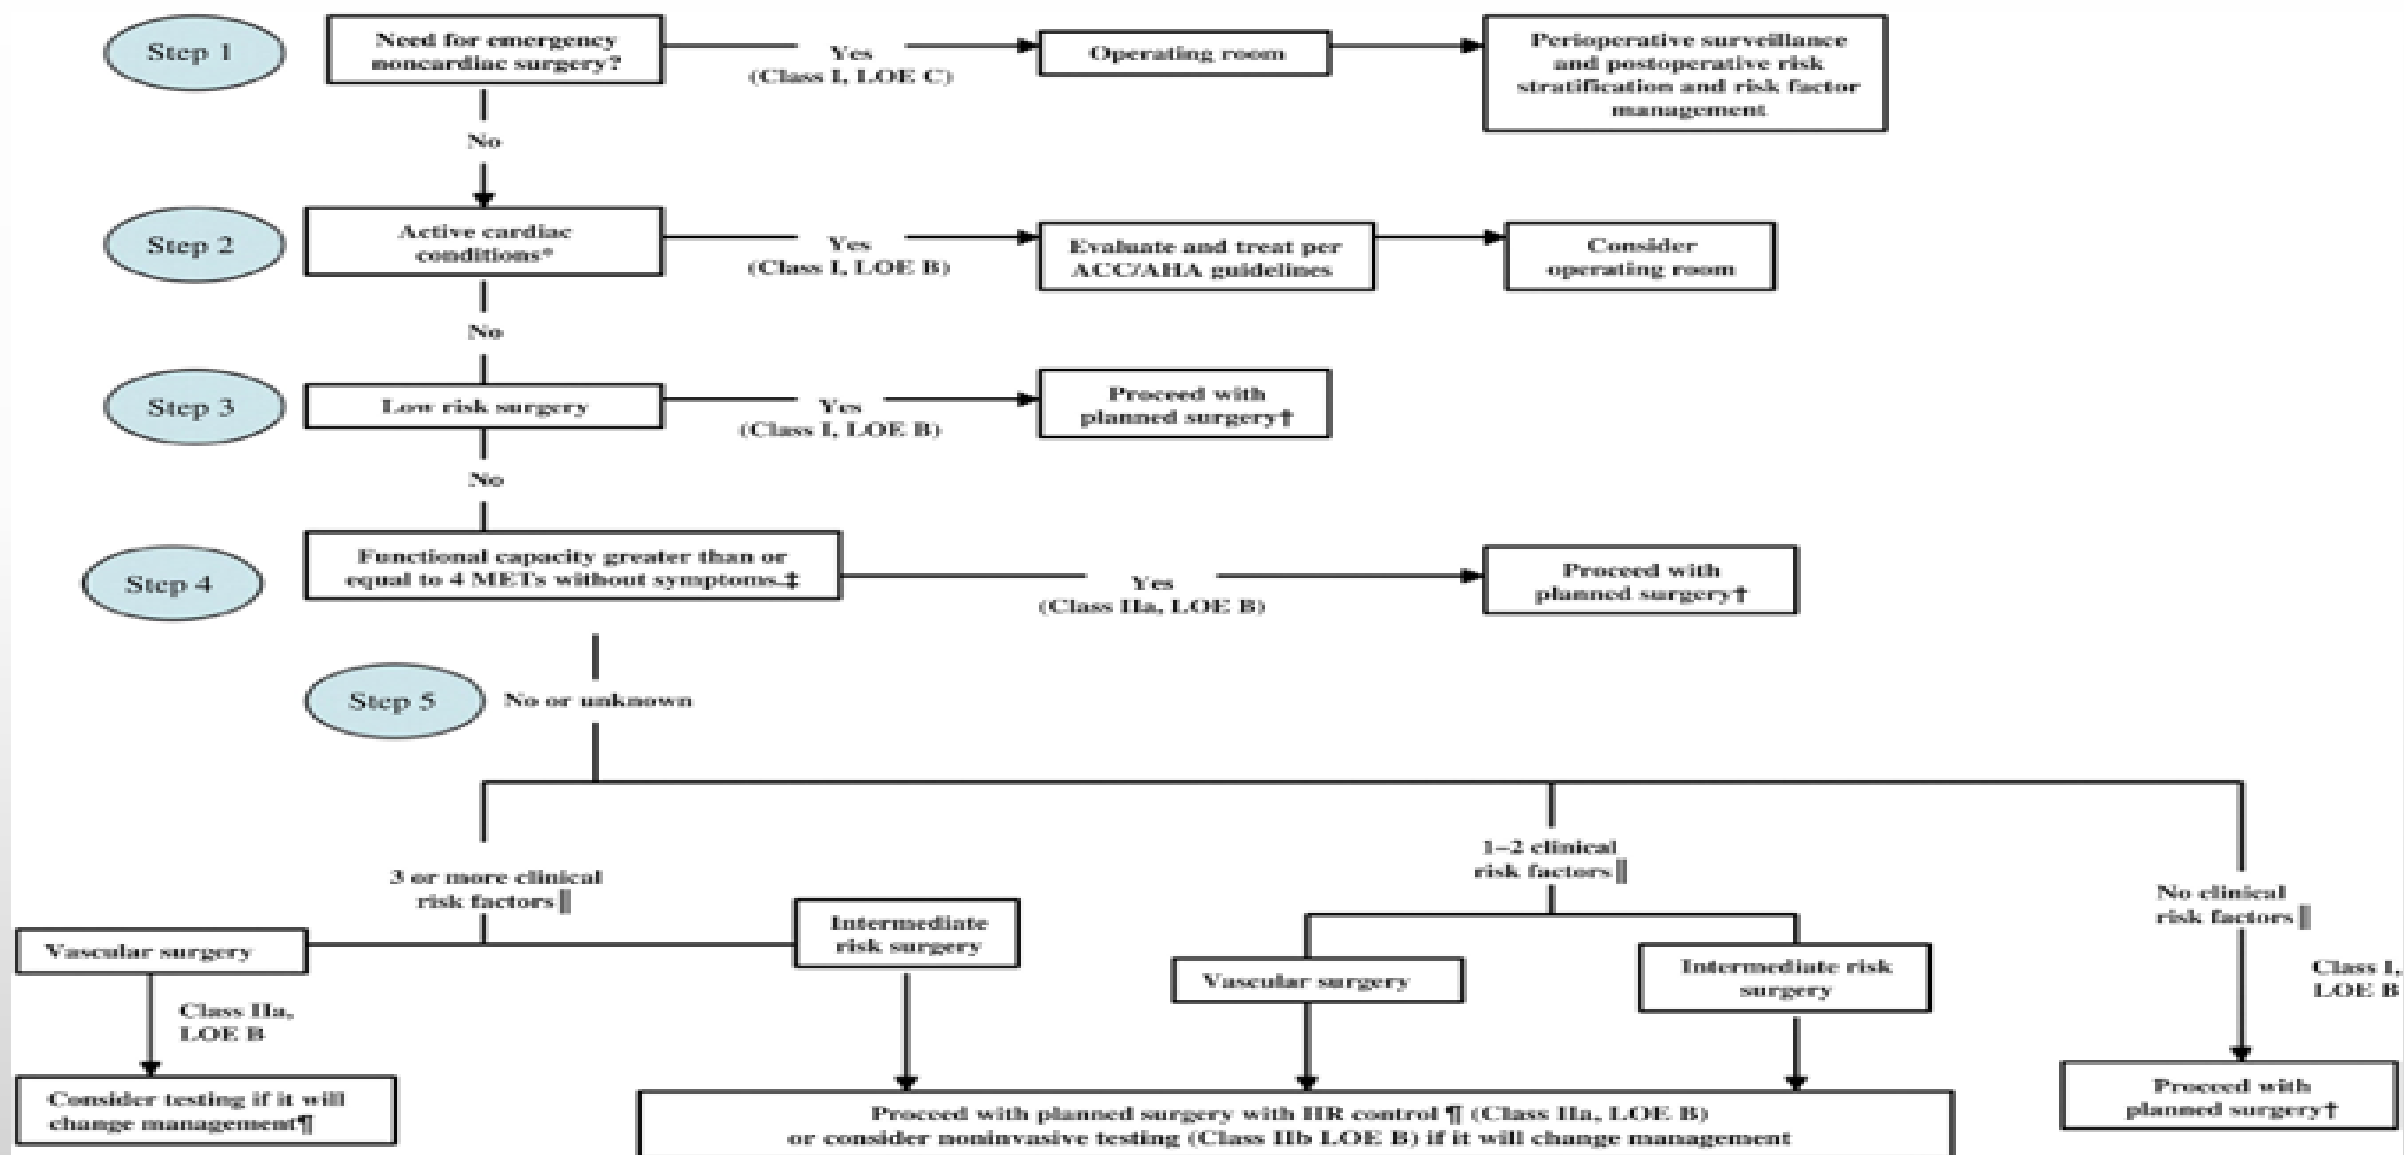 Step 1
Need for emergency
noncardiac surgery?
Yes
(Class I, LOE C)
Operating room
Perioperative surveillance
and postoperative risk
stratification and risk factor
management
No
Step 2
Active cardiac
conditions*
Yes
(Class I, LOE B)
Evaluate and treat per
ACC/AHA guidelines
Consider
operating room
No
Step 3
Low risk surgery
Yes
(Class I, LOE B)
Proceed with
planned surgery†
No
Step 4
Functional capacity greater than or
equal to 4 METs without symptoms.‡
Yes
(Class IIa, LOE B)
Proceed with
planned surgery†
Step 5
No or unknown
3 or more clinical
risk factors‖
Vascular surgery
Class IIa,
LOE B
Consider testing if it will
change management¶
Intermediate
risk surgery
1–2 clinical
risk factors‖
Vascular surgery
Intermediate risk
surgery
Proceed with planned surgery with HR control ¶ (Class IIa, LOE B)
or consider noninvasive testing (Class IIb LOE B) if it will change management
No clinical
risk factors‖
Class I,
LOE B
Proceed with
planned surgery†